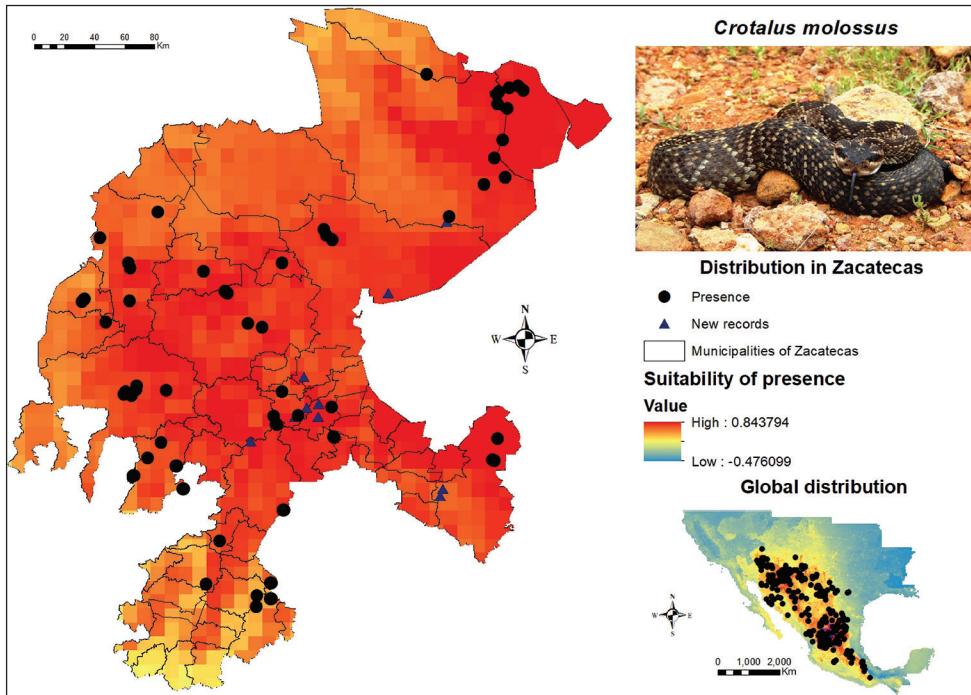 0 20 40 60 80
Km
N
W E
S
Crotalus molossus
Distribution in Zacatecas
Presence
New records
Municipalities of Zacatecas
Suitability of presence
Value
High : 0.843794
Low : -0.476099
Global distribution
N
W E
S
0 1,000 2,000
Km